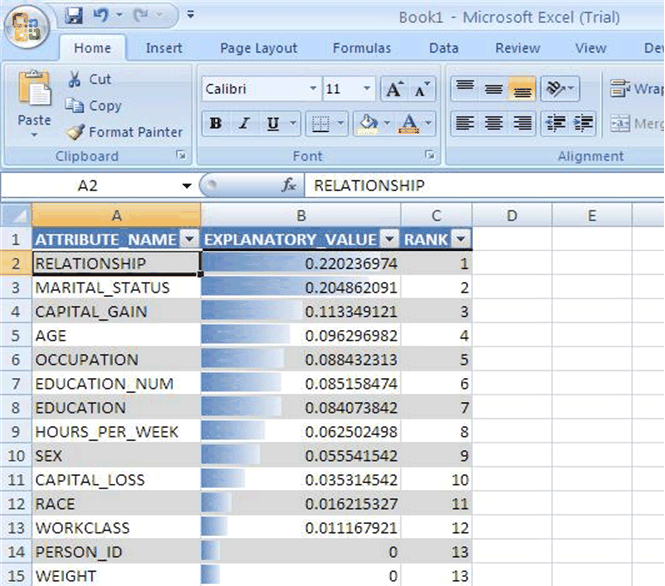 Book1 - Microsoft Excel (Trial)
Home Insert Page Layout Formulas Data Review View
Cut
Copy
Paste
Format Painter
Clipboard
Calibri 11
B I U
Font
Wrap
Alignment
A2 fx RELATIONSHIP
A B C D E
1 ATTRIBUTE_NAME EXPLANATORY_VALUE RANK
2 RELATIONSHIP 0.220236974 1
3 MARITAL_STATUS 0.204862091 2
4 CAPITAL_GAIN 0.113349121 3
5 AGE 0.096296982 4
6 OCCUPATION 0.088432313 5
7 EDUCATION_NUM 0.085158474 6
8 EDUCATION 0.084073842 7
9 HOURS_PER_WEEK 0.062502498 8
10 SEX 0.055541542 9
11 CAPITAL_LOSS 0.035314542 10
12 RACE 0.016215327 11
13 WORKCLASS 0.011167921 12
14 PERSON_ID 0 13
15 WEIGHT 0 13